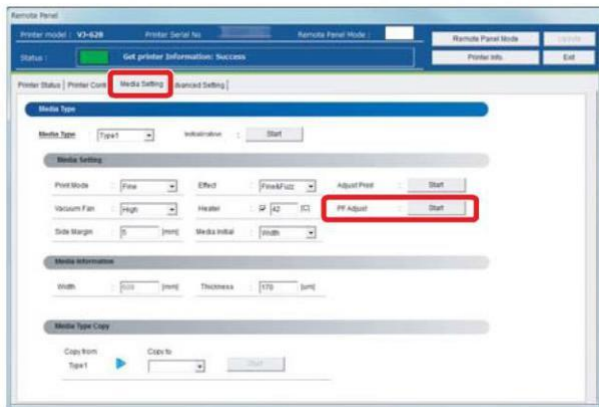 Remote Panel
Printer model : VJ-628 Printer Serial No Remote Panel Mode : Remote Panel Mode Update
Status : Get printer Information: Success Printer Info. Exit
Printer Status Printer Cont Media Setting dvanced Setting
Media Type
Media Type : Type1 Initialization : Start
Media Setting
Print Mode : Fine Effect : Fine&Fuzz Adjust Print : Start
Vacuum Fan : High Heater : 42 [C] PF Adjust : Start
Side Margin : 5 [mm] Media Initial : Width
Media Information
Width : [mm] Thickness : 170 [um]
Media Type Copy
Copy from Copy to
Type1 Start